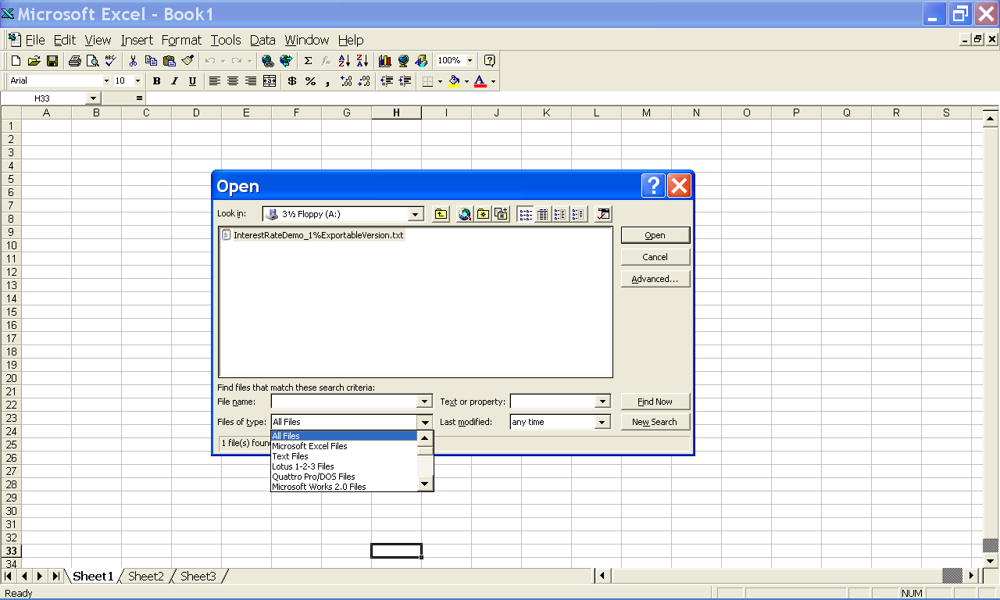 Microsoft Excel - Book1
File Edit View Insert Format Tools Data Window Help
100%
Arial 10 B I U $ % ,
H33 =
A B C D E F G H I J K L M N O P Q R S
1
2
3
4
5
6
7
8
9
10
11
12
13
14
15
16
17
18
19
20
21
22
23
24
25
26
27
28
29
30
31
32
33
34
Open
Look in: 3½ Floppy (A:)
InterestRateDemo_1%ExportableVersion.txt
Open
Cancel
Advanced...
Find files that match these search criteria:
File name: Text or property: Find Now
Files of type: All Files Last modified: any time New Search
1 file(s) foun
All Files
Microsoft Excel Files
Text Files
Lotus 1-2-3 Files
Quattro Pro/DOS Files
Microsoft Works 2.0 Files
Sheet1 Sheet2 Sheet3
Ready NUM